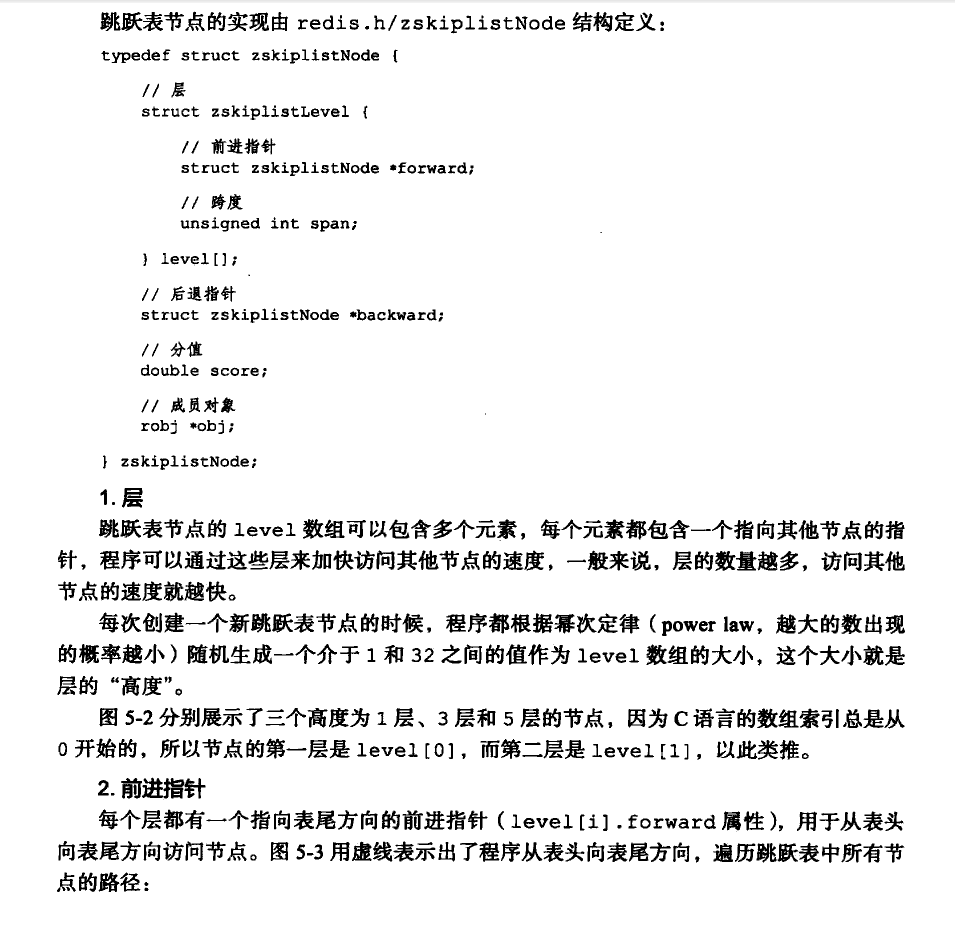 跳跃表节点的实现由 redis.h/zskiplistNode 结构定义：
typedef struct zskiplistNode {
// 层
struct zskiplistLevel {
// 前进指针
struct zskiplistNode *forward;
// 跨度
unsigned int span;
} level[];
// 后退指针
struct zskiplistNode *backward;
// 分值
double score;
// 成员对象
robj *obj;
} zskiplistNode;
1. 层
跳跃表节点的 level 数组可以包含多个元素，每个元素都包含一个指向其他节点的指
针，程序可以通过这些层来加快访问其他节点的速度，一般来说，层的数量越多，访问其他
节点的速度就越快。
每次创建一个新跳跃表节点的时候，程序都根据幂次定律（power law，越大的数出现
的概率越小）随机生成一个介于 1 和 32 之间的值作为 level 数组的大小，这个大小就是
层的“高度”。
图 5-2 分别展示了三个高度为 1 层、3 层和 5 层的节点，因为 C 语言的数组索引总是从
0 开始的，所以节点的第一层是 level[0]，而第二层是 level[1]，以此类推。
2. 前进指针
每个层都有一个指向表尾方向的前进指针（level[i].forward 属性），用于从表头
向表尾方向访问节点。图 5-3 用虚线表示出了程序从表头向表尾方向，遍历跳跃表中所有节
点的路径：